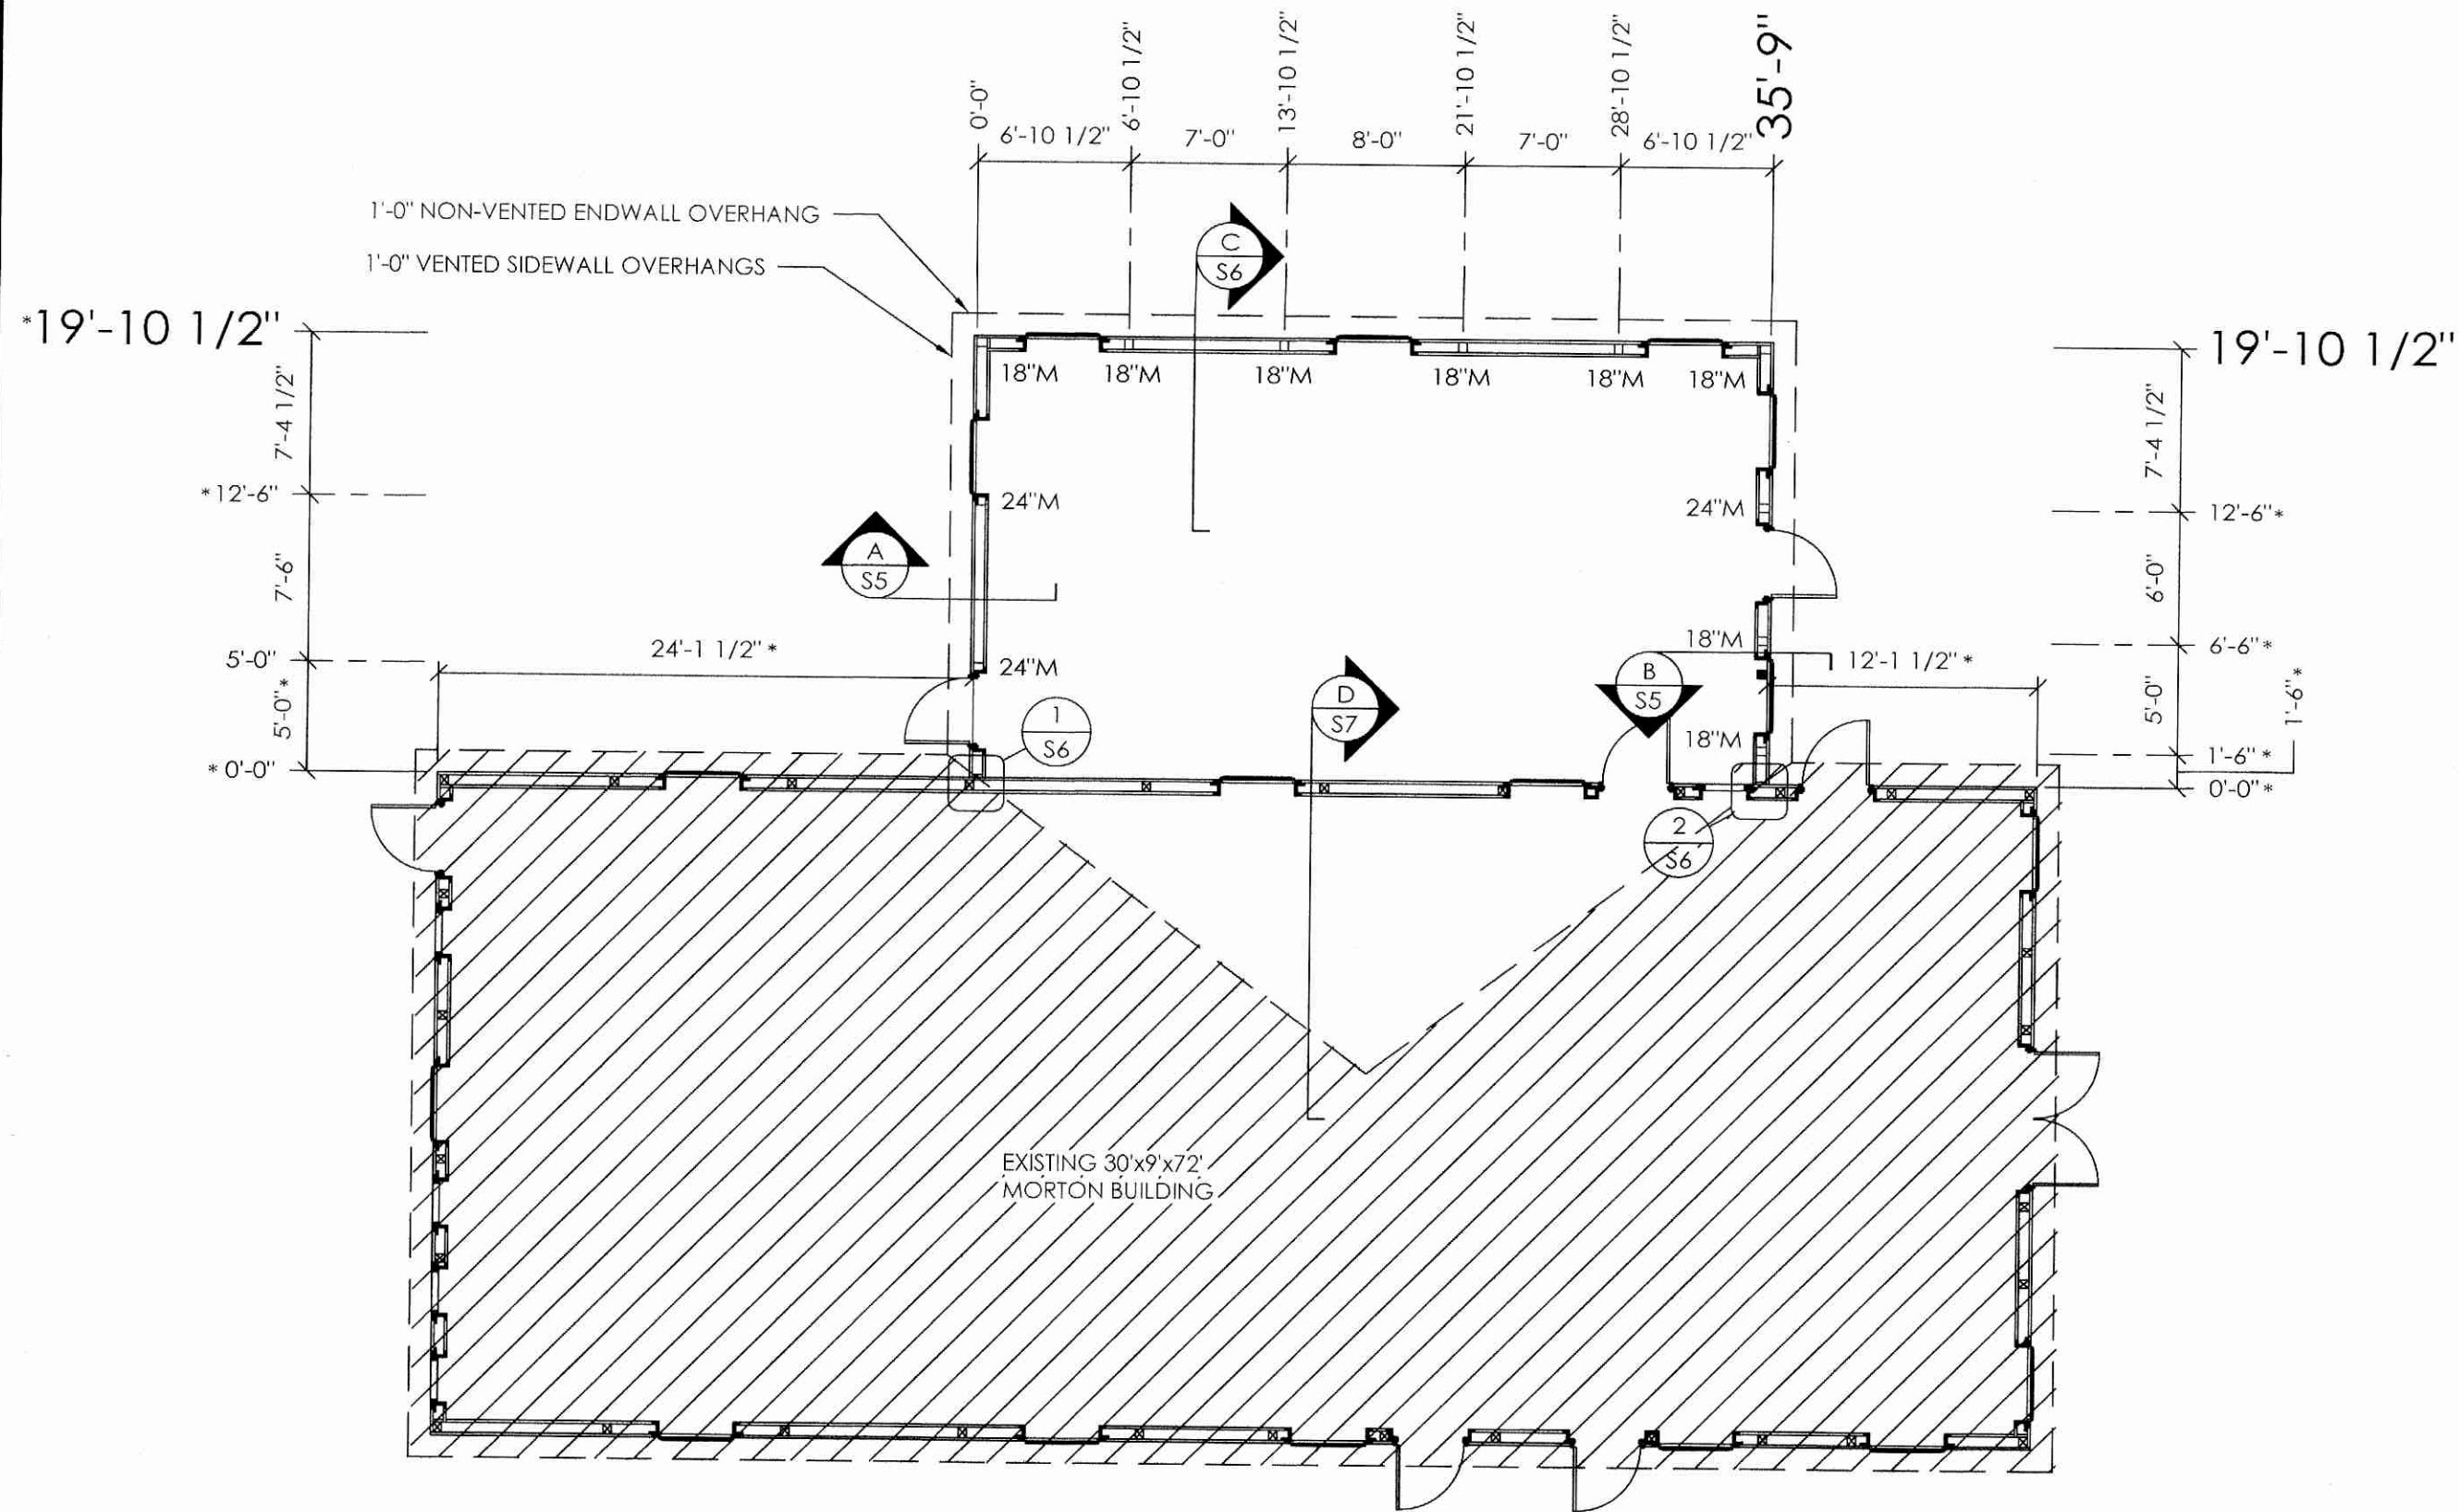 0'-0"
6'-10 1/2"
13'-10 1/2"
21'-10 1/2"
28'-10 1/2"
35'-9"
6'-10 1/2"
7'-0"
8'-0"
7'-0"
6'-10 1/2"
1'-0" NON-VENTED ENDWALL OVERHANG
1'-0" VENTED SIDEWALL OVERHANGS
C
S6
*19'-10 1/2"
19'-10 1/2"
18"M
18"M
18"M
18"M
18"M
18"M
7'-4 1/2"
7'-4 1/2"
*12'-6"
24"M
24"M
12'-6"*
A
S5
7'-6"
6'-0"
24'-1 1/2"*
5'-0"
24"M
18"M
6'-6"*
12'-1 1/2"*
B
S5
D
S7
5'-0"*
5'-0"
1'-6"*
1
S6
18"M
1'-6"*
*0'-0"
0'-0"*
2
S6
EXISTING 30'x9'x72'
MORTON BUILDING